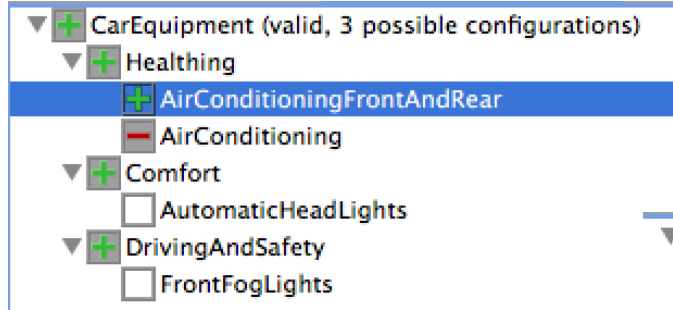 CarEquipment (valid, 3 possible configurations)
Healthing
AirConditioningFrontAndRear
AirConditioning
Comfort
AutomaticHeadLights
DrivingAndSafety
FrontFogLights